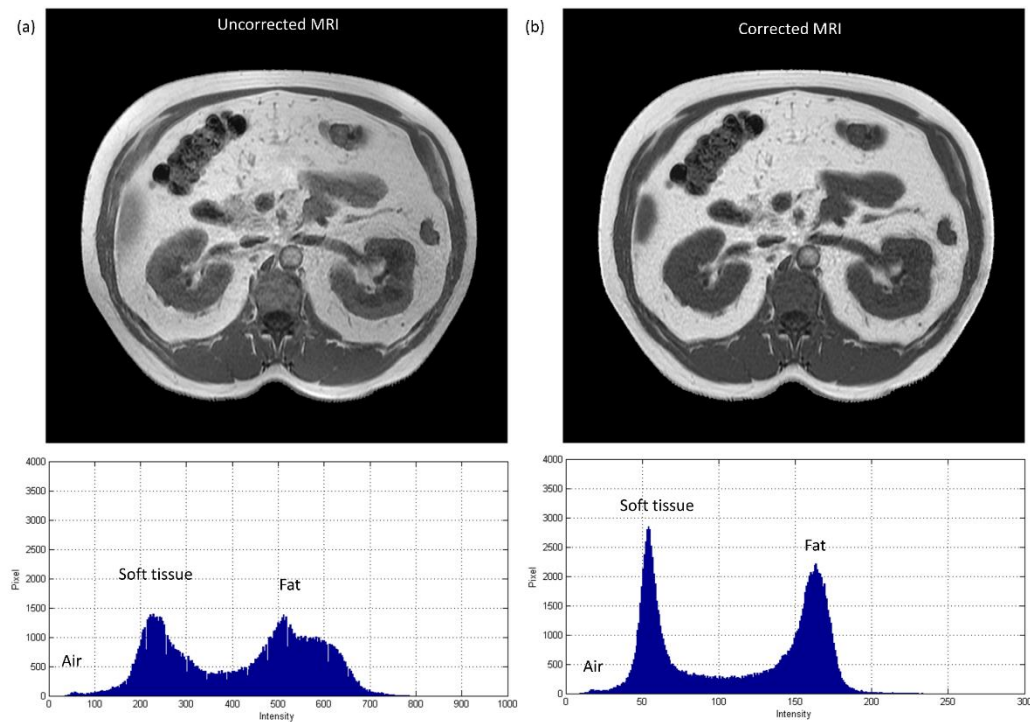 (a)
Uncorrected MRI
(b)
Corrected MRI
4000
3500
3000
2500
2000
1500
1000
500
0
Pixel
Air
Soft tissue
Fat
0 100 200 300 400 500 600 700 800 900 1000
Intensity
4000
3500
3000
2500
2000
1500
1000
500
0
Pixel
Air
Soft tissue
Fat
50 100 150 200 250 300
Intensity